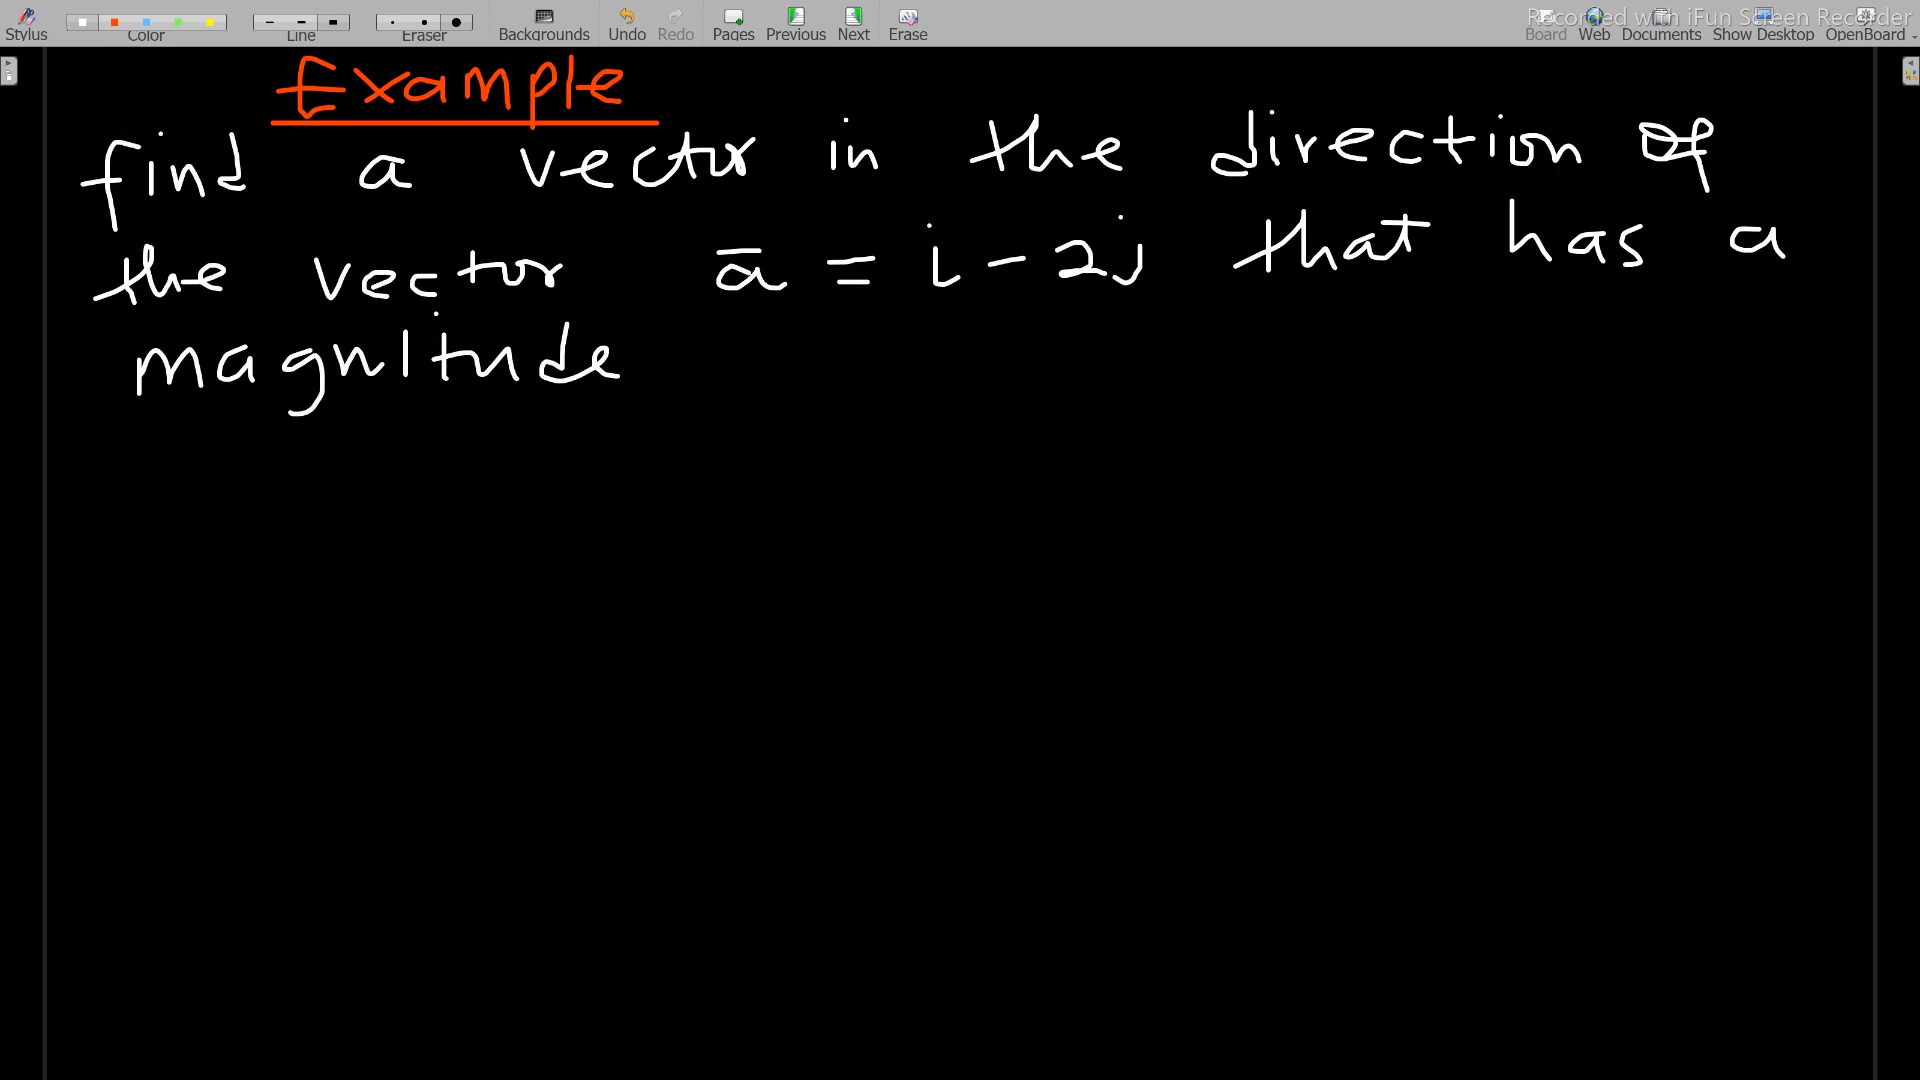 Recorded with iFun Screen Recorder
Stylus Color Line Eraser Backgrounds Undo Redo Pages Previous Next Erase Board Web Documents Show Desktop OpenBoard
Example
find a vector in the direction of
the vector a̅ = i - 2j that has a
magnitude